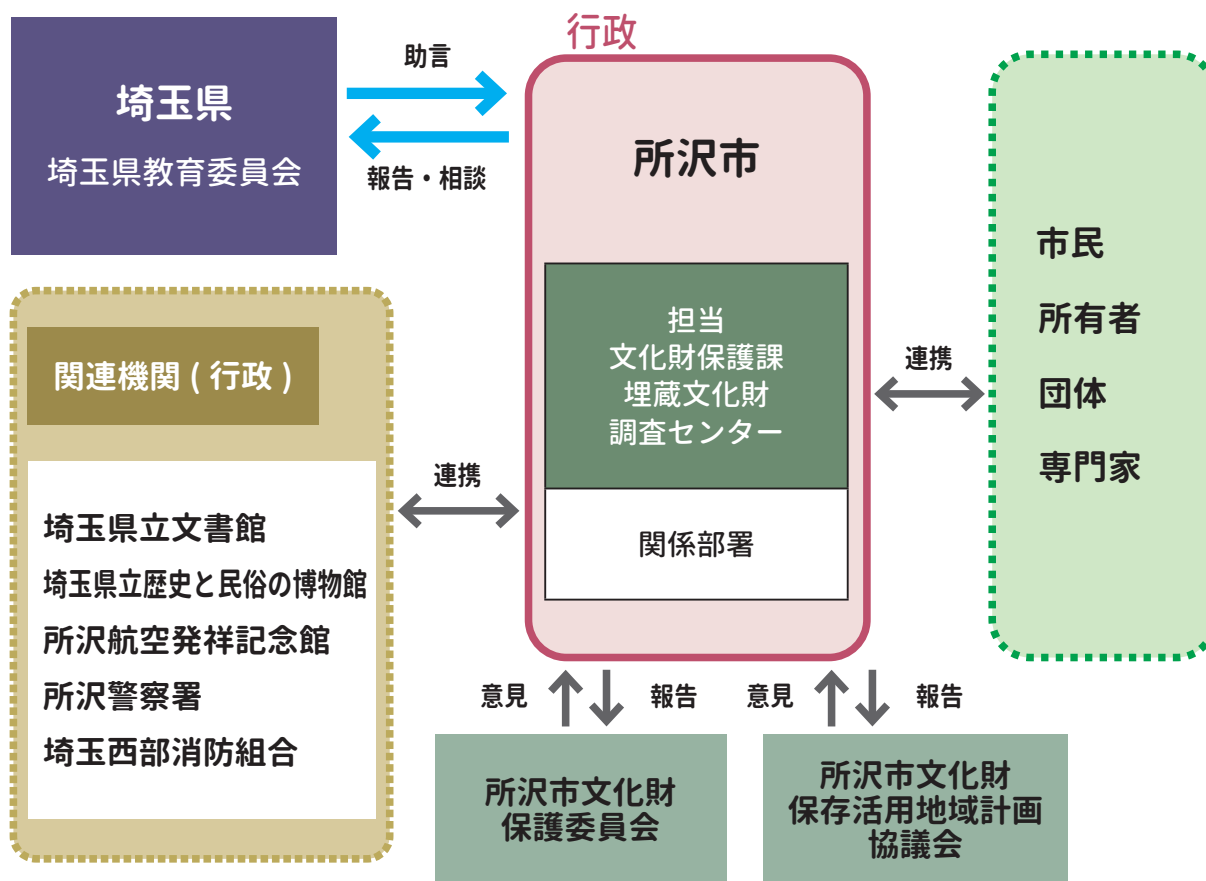 行政
助言
埼玉県
埼玉県教育委員会
報告・相談
所沢市
担当
文化財保護課
埋蔵文化財
調査センター
関係部署
連携
市民
所有者
団体
専門家
関連機関 ( 行政 )
埼玉県立文書館
埼玉県立歴史と民俗の博物館
所沢航空発祥記念館
所沢警察署
埼玉西部消防組合
連携
意見
報告
意見
報告
所沢市文化財
保護委員会
所沢市文化財
保存活用地域計画
協議会